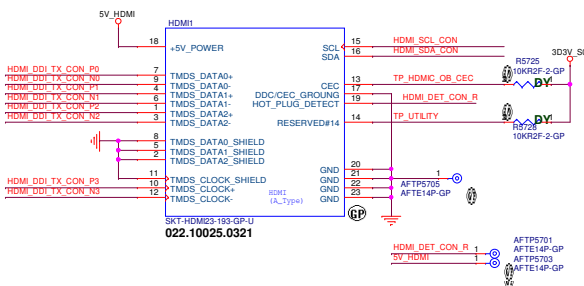 5V_HDMI
HDMI1
18 +5V_POWER
SCL 15 HDMI_SCL_CON
SDA 16 HDMI_SDA_CON
3D3V_S
R5725
10KR2F-2-GP
DY
HDMI_DDI_TX_CON_P0 7 TMDS_DATA0+
HDMI_DDI_TX_CON_N0 9 TMDS_DATA0-
HDMI_DDI_TX_CON_P1 4 TMDS_DATA1+
HDMI_DDI_TX_CON_N1 6 TMDS_DATA1-
HDMI_DDI_TX_CON_P2 1 TMDS_DATA2+
HDMI_DDI_TX_CON_N2 3 TMDS_DATA2-
CEC 13 TP_HDMIC_OB_CEC
DDC/CEC_GROUNG 17
HOT_PLUG_DETECT 19 HDMI_DET_CON_R
RESERVED#14 14 TP_UTILITY
DY
R5728
10KR2F-2-GP
8 TMDS_DATA0_SHIELD
5 TMDS_DATA1_SHIELD
2 TMDS_DATA2_SHIELD
11 TMDS_CLOCK_SHIELD
HDMI_DDI_TX_CON_P3 10 TMDS_CLOCK+
HDMI_DDI_TX_CON_N3 12 TMDS_CLOCK-
GND 20
GND 21
GND 22
GND 23
HDMI
(A_Type)
1 AFTP5705
AFTE14P-GP
SKT-HDMI23-193-GP-U
022.10025.0321
GP
HDMI_DET_CON_R 1 AFTP5701
AFTE14P-GP
5V_HDMI 1 AFTP5703
AFTE14P-GP